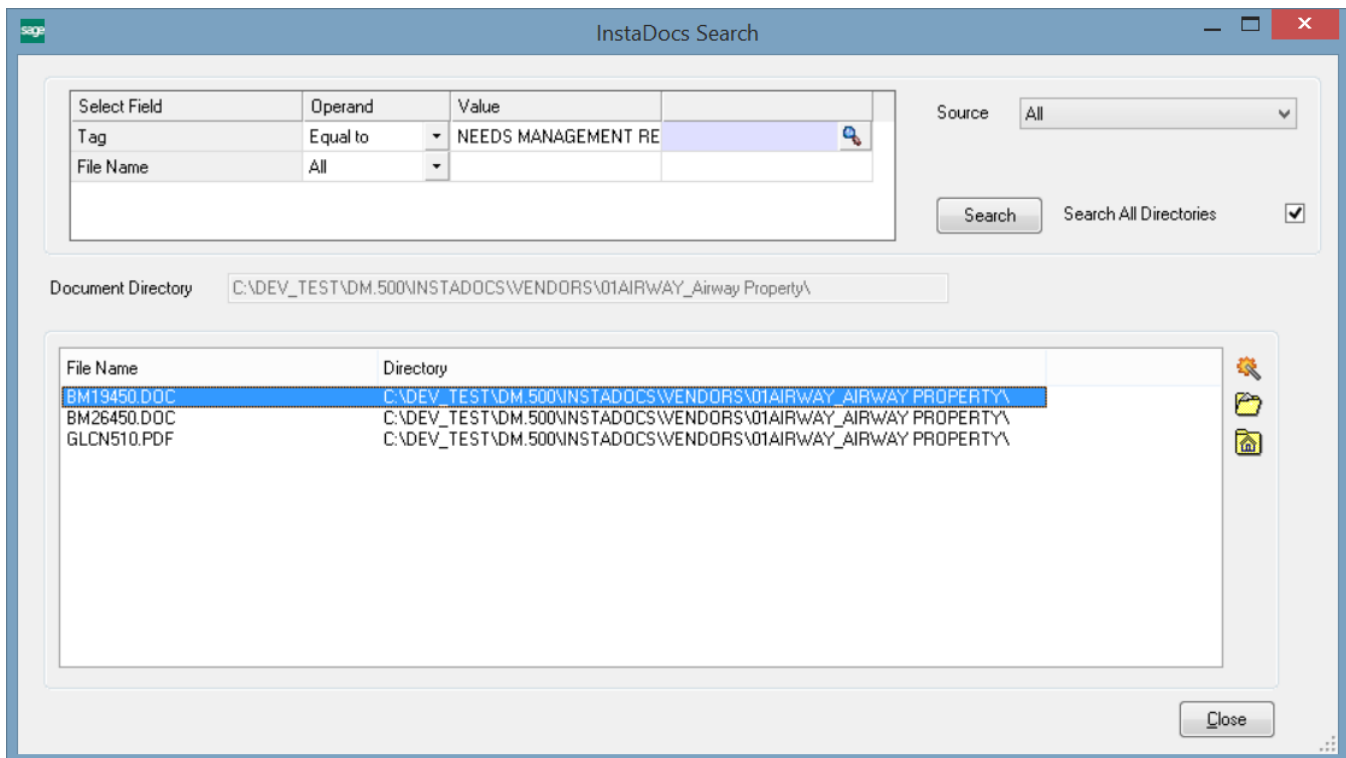 sage
InstaDocs Search
Select Field Operand Value
Tag Equal to NEEDS MANAGEMENT RE
File Name All
Source All
Search Search All Directories
Document Directory C:\DEV_TEST\DM.500\INSTADOCS\VENDORS\01AIRWAY_Airway Property\
File Name Directory
BM19450.DOC C:\DEV_TEST\DM.500\INSTADOCS\VENDORS\01AIRWAY_AIRWAY PROPERTY\
BM26450.DOC C:\DEV_TEST\DM.500\INSTADOCS\VENDORS\01AIRWAY_AIRWAY PROPERTY\
GLCN510.PDF C:\DEV_TEST\DM.500\INSTADOCS\VENDORS\01AIRWAY_AIRWAY PROPERTY\
Close